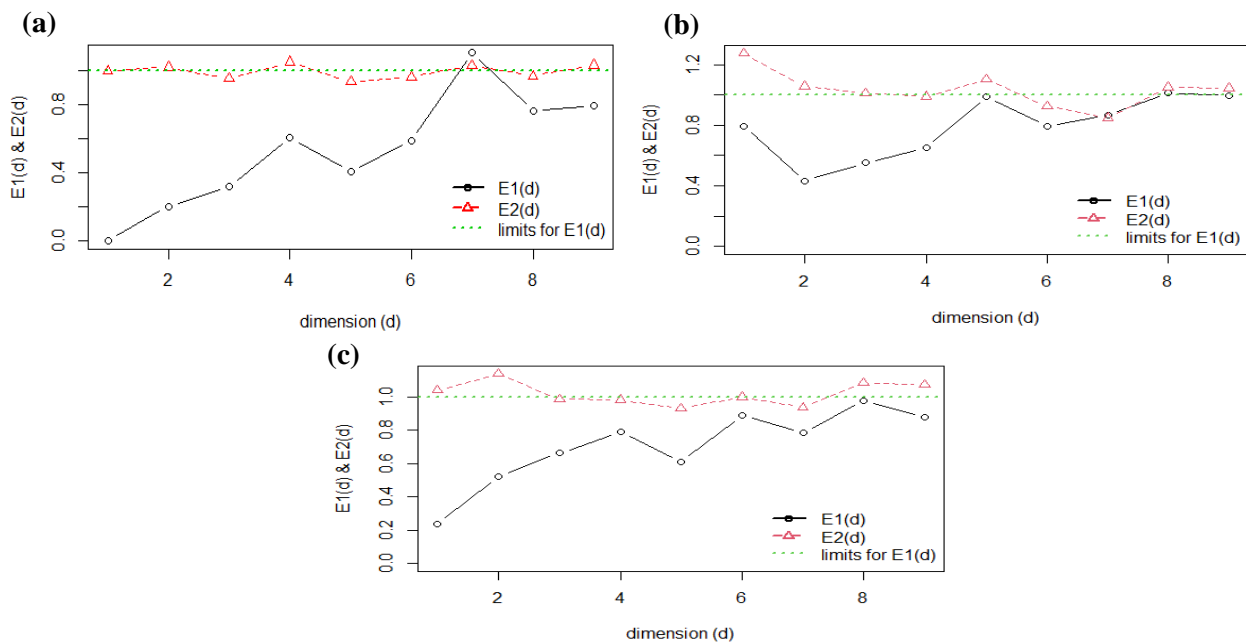 (a)
E1(d) & E2(d)
0.0 0.4 0.8
E1(d)
E2(d)
limits for E1(d)
2 4 6 8
dimension (d)
(b)
E1(d) & E2(d)
0.0 0.4 0.8 1.2
E1(d)
E2(d)
limits for E1(d)
2 4 6 8
dimension (d)
(c)
E1(d) & E2(d)
0.0 0.2 0.4 0.6 0.8 1.0
E1(d)
E2(d)
limits for E1(d)
2 4 6 8
dimension (d)